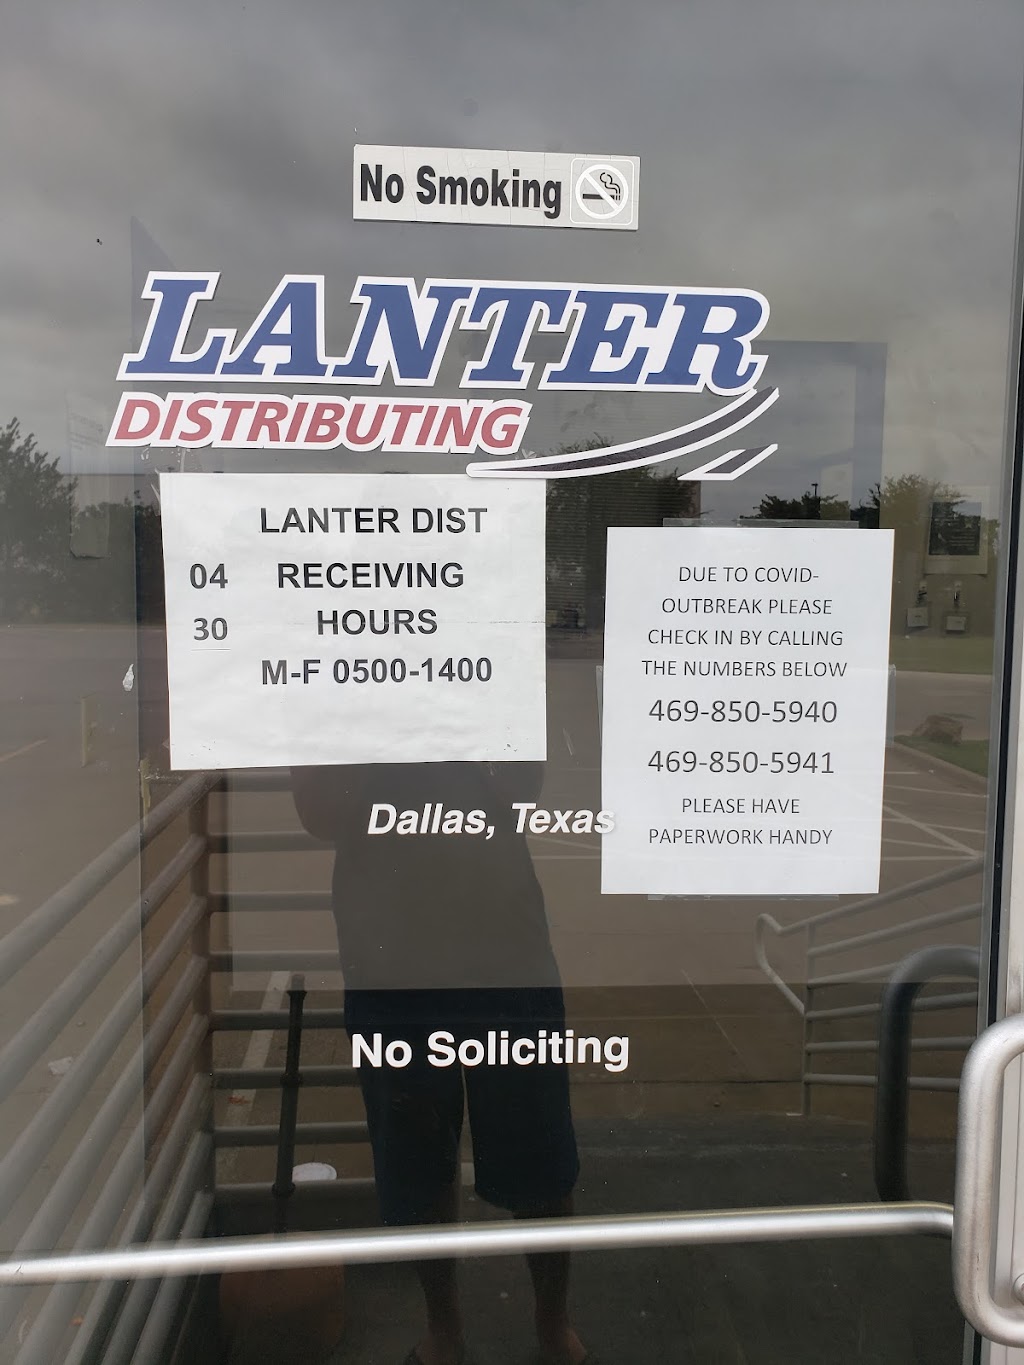 No Smoking
LANTER
DISTRIBUTING
LANTER DIST
04 RECEIVING
30 HOURS
M-F 0500-1400
DUE TO COVID-
OUTBREAK PLEASE
CHECK IN BY CALLING
THE NUMBERS BELOW
469-850-5940
469-850-5941
PLEASE HAVE
PAPERWORK HANDY
Dallas, Texas
No Soliciting